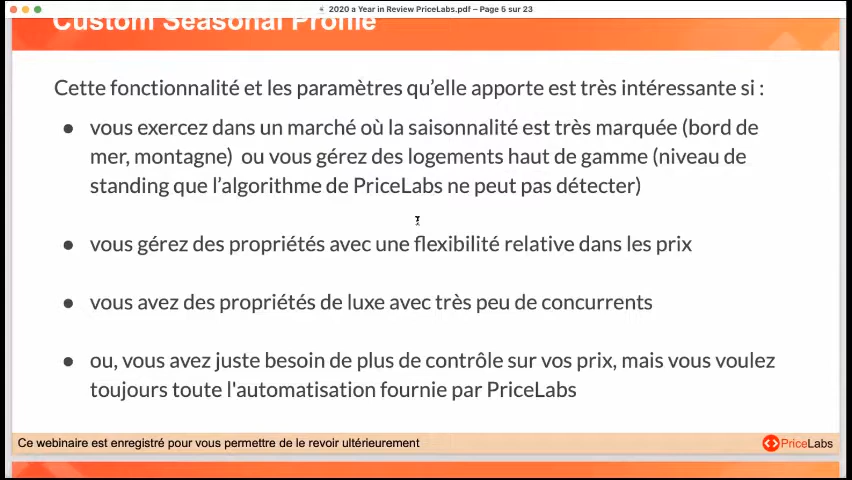 2020 a Year in Review PriceLabs.pdf – Page 5 sur 23
Custom Seasonal Profile
Cette fonctionnalité et les paramètres qu’elle apporte est très intéressante si :
● vous exercez dans un marché où la saisonnalité est très marquée (bord de
mer, montagne) ou vous gérez des logements haut de gamme (niveau de
standing que l’algorithme de PriceLabs ne peut pas détecter)
● vous gérez des propriétés avec une flexibilité relative dans les prix
● vous avez des propriétés de luxe avec très peu de concurrents
● ou, vous avez juste besoin de plus de contrôle sur vos prix, mais vous voulez
toujours toute l'automatisation fournie par PriceLabs
Ce webinaire est enregistré pour vous permettre de le revoir ultérieurement
PriceLabs